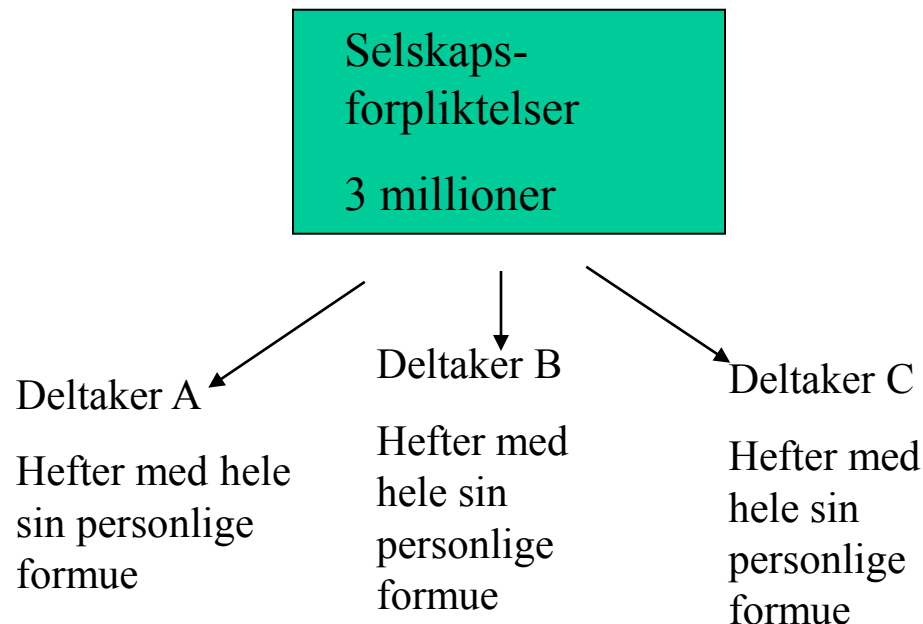 Selskaps-
forpliktelser
3 millioner
Deltaker A
Hefter med hele
sin personlige
formue
Deltaker B
Hefter med
hele sin
personlige
formue
Deltaker C
Hefter med
hele sin
personlige
formue